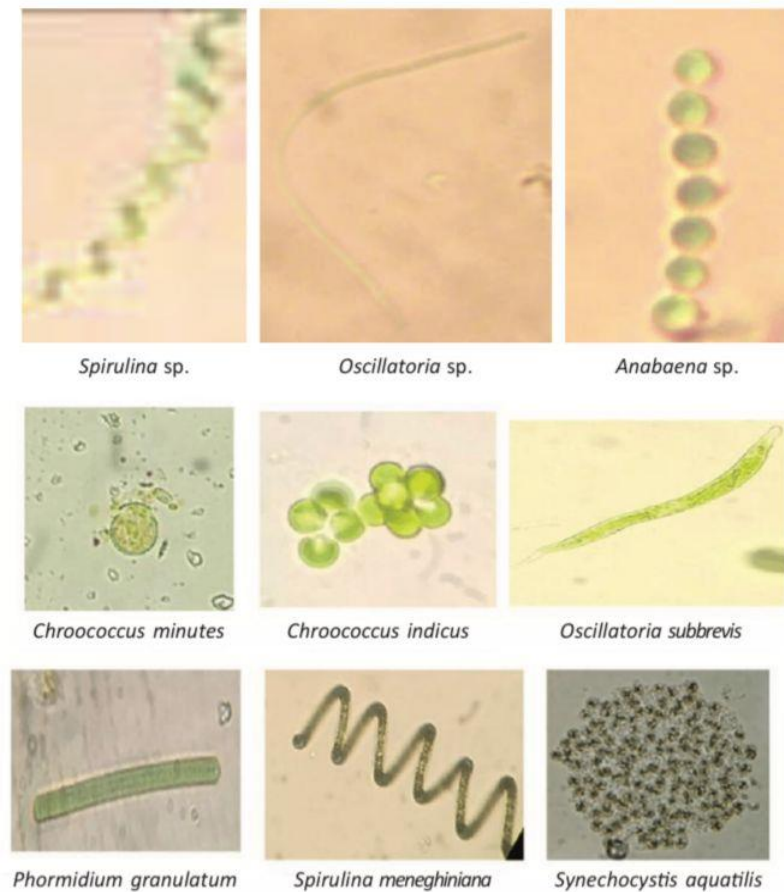 Spirulina sp. Oscillatoria sp. Anabaena sp.
Chroococcus minutes Chroococcus indicus Oscillatoria subbrevis
Phormidium granulatum Spirulina meneghiniana Synechocystis aquatilis